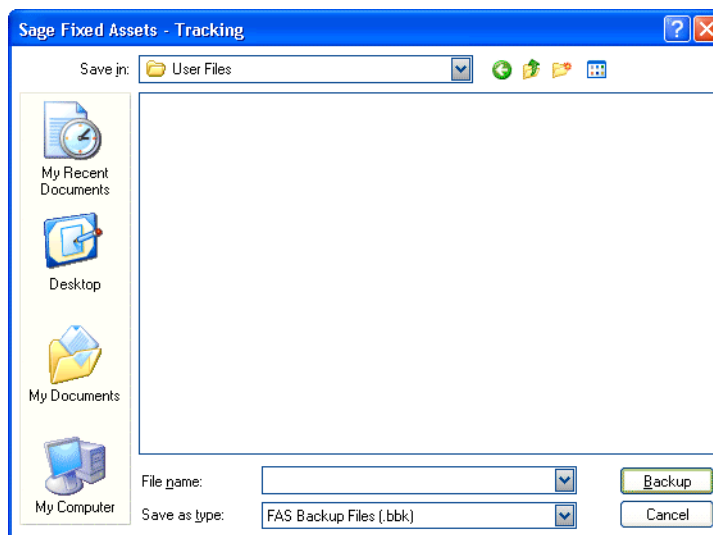 Sage Fixed Assets - Tracking
Save in: User Files
My Recent
Documents
Desktop
My Documents
My Computer
File name:
Backup
Save as type: FAS Backup Files (.bbk)
Cancel